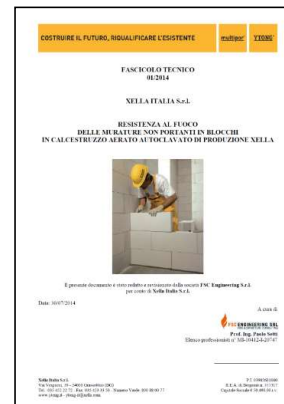 COSTRUIRE IL FUTURO, RIQUALIFICARE L'ESISTENTE
multipor YTONG
FASCICOLO TECNICO
01/2014
XELLA ITALIA S.r.l.
RESISTENZA AL FUOCO
DELLE MURATURE NON PORTANTI IN BLOCCHI
IN CALCESTRUZZO AERATO AUTOCLAVATO DI PRODUZIONE XELLA
Il presente documento è stato redatto e revisionato dalla società FSC Engineering S.r.l.
per conto di Xella Italia S.r.l.
Data: 30/07/2014
A cura di
FSC ENGINEERING SRL
Prof. Ing. Paolo Setti
Xella Italia S.r.l.